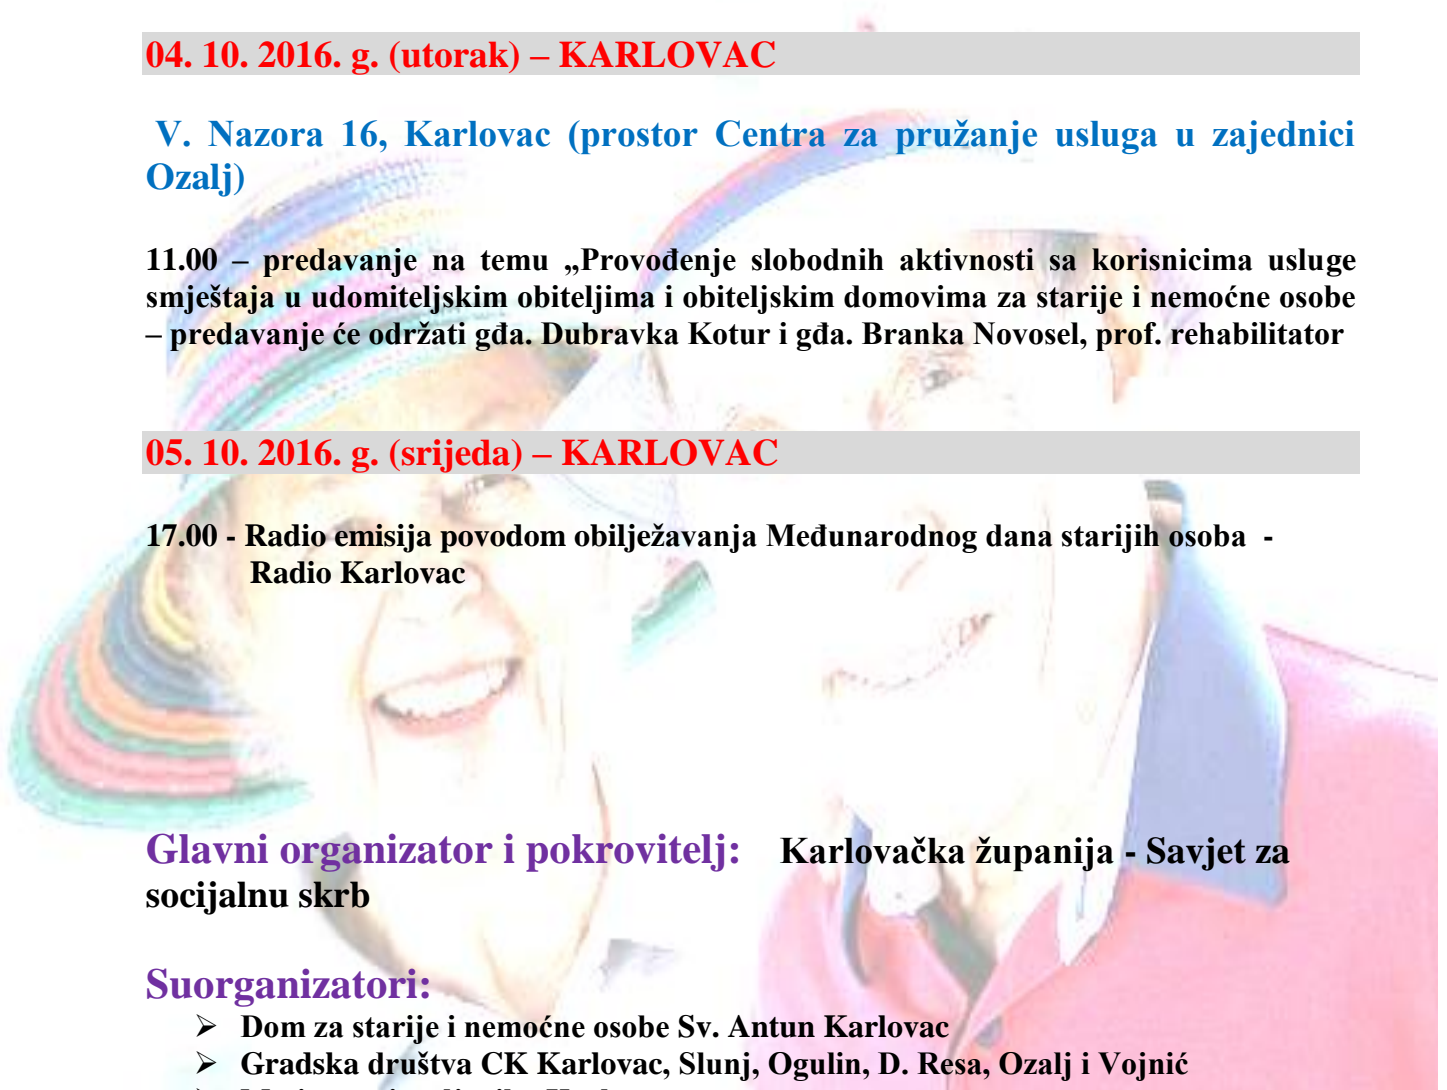 04. 10. 2016. g. (utorak) – KARLOVAC
V. Nazora 16, Karlovac (prostor Centra za pružanje usluga u zajednici
Ozalj)
11.00 – predavanje na temu „Provođenje slobodnih aktivnosti sa korisnicima usluge
smještaja u udomiteljskim obiteljima i obiteljskim domovima za starije i nemoćne osobe
– predavanje će održati gđa. Dubravka Kotur i gđa. Branka Novosel, prof. rehabilitator
05. 10. 2016. g. (srijeda) – KARLOVAC
17.00 - Radio emisija povodom obilježavanja Međunarodnog dana starijih osoba -
Radio Karlovac
Glavni organizator i pokrovitelj: Karlovačka županija - Savjet za
socijalnu skrb
Suorganizatori:
➢ Dom za starije i nemoćne osobe Sv. Antun Karlovac
➢ Gradska društva CK Karlovac, Slunj, Ogulin, D. Resa, Ozalj i Vojnić